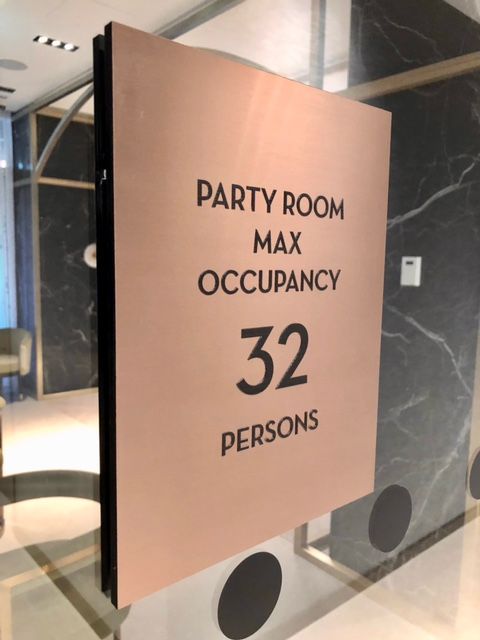 PARTY ROOM
MAX
OCCUPANCY
32
PERSONS